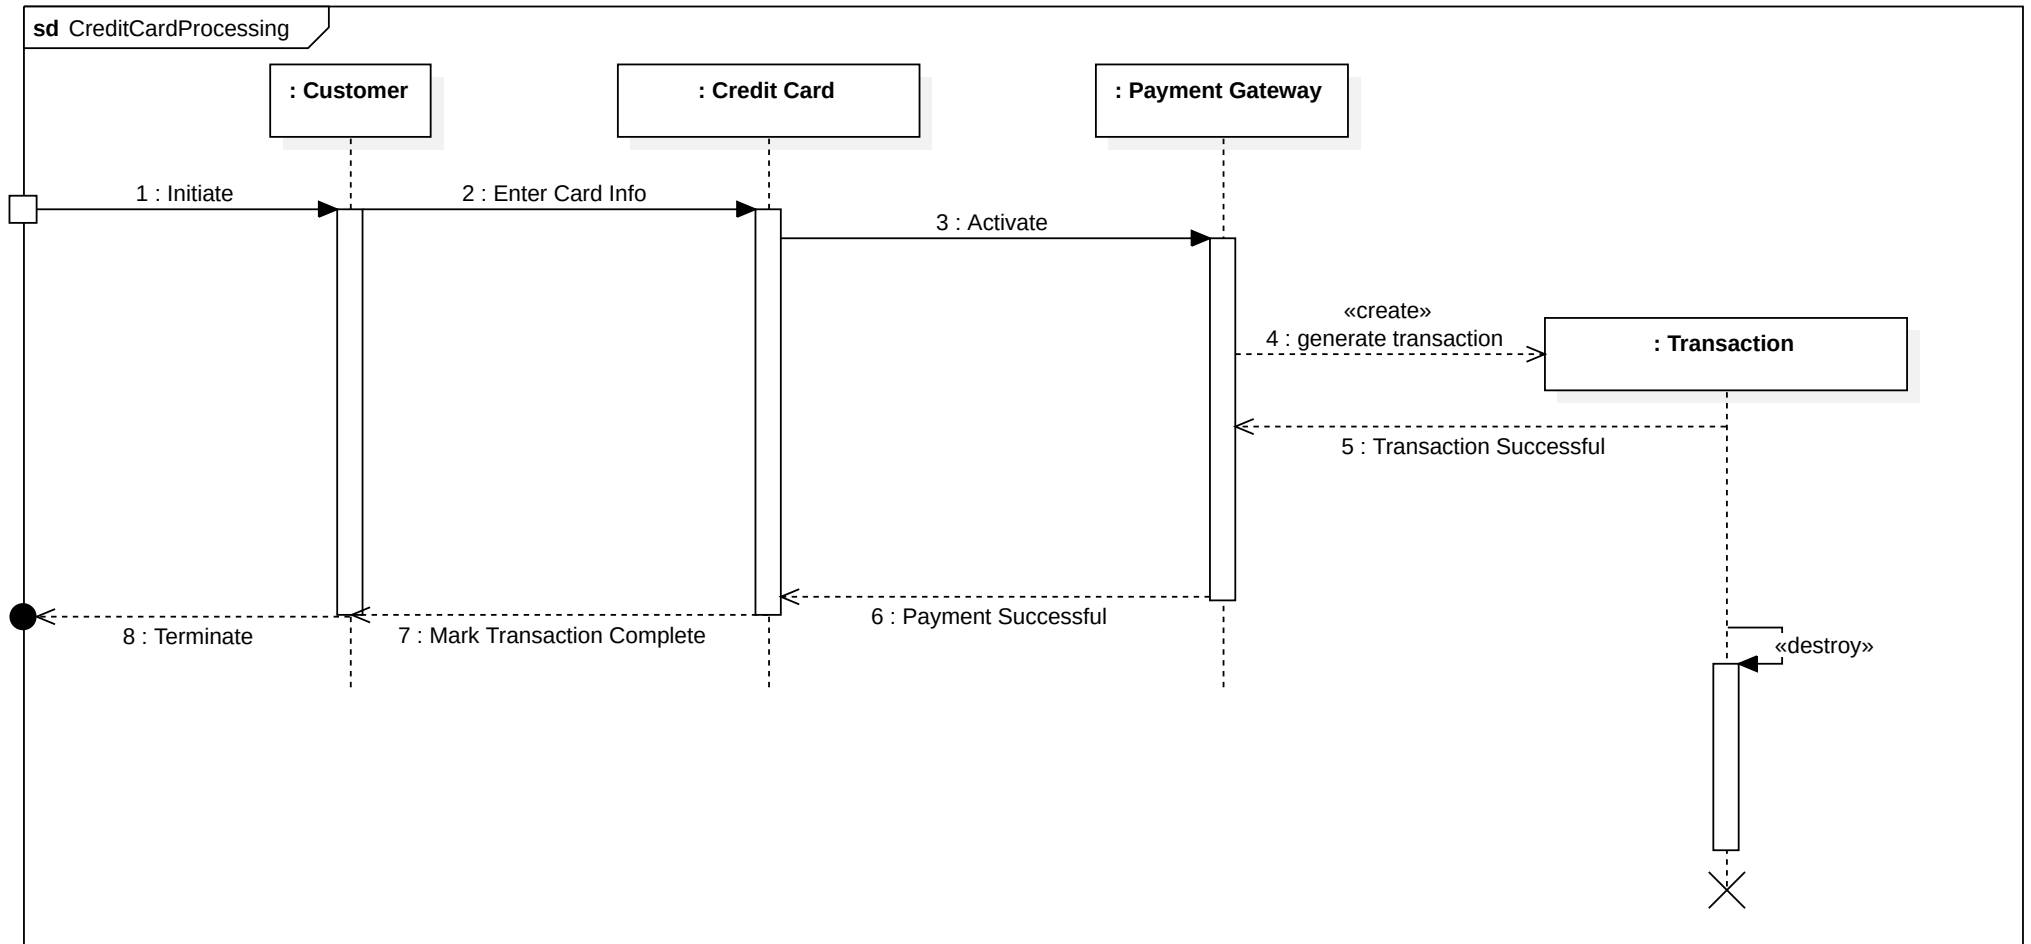 sd CreditCardProcessing
: Customer
: Credit Card
: Payment Gateway
1 : Initiate
2 : Enter Card Info
3 : Activate
«create»
4 : generate transaction
: Transaction
5 : Transaction Successful
6 : Payment Successful
7 : Mark Transaction Complete
8 : Terminate
«destroy»